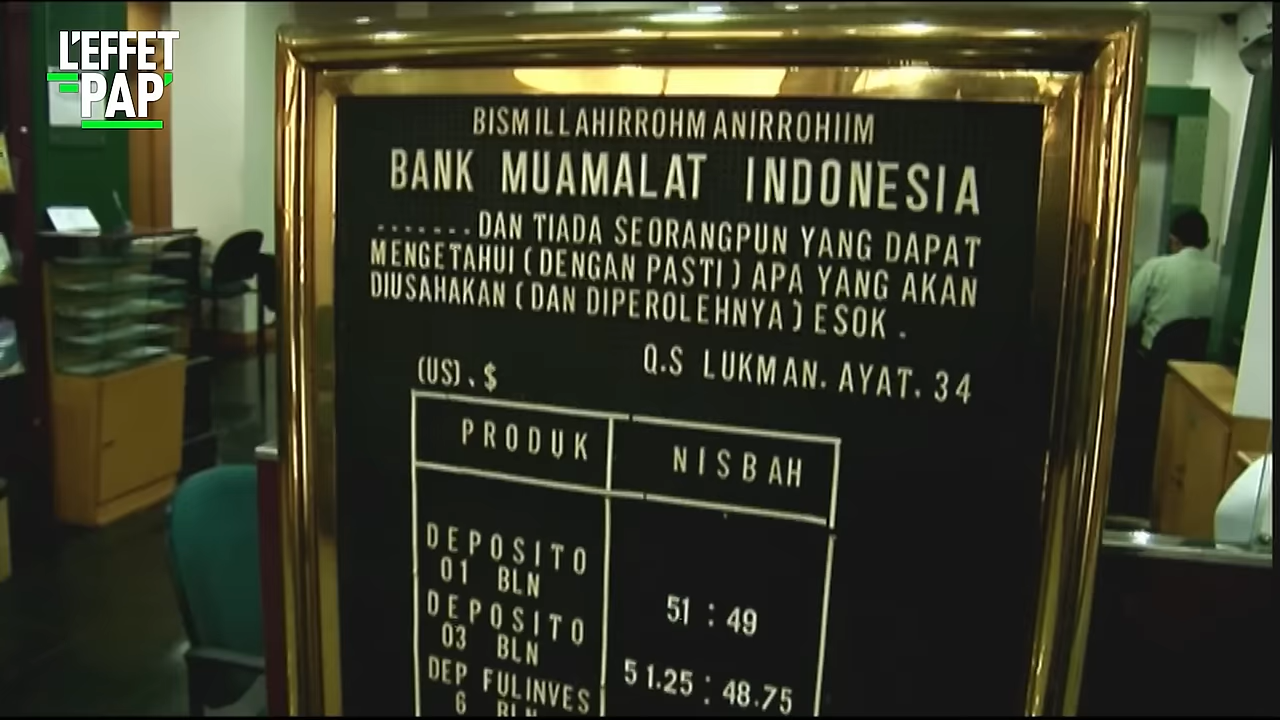 L'EFFET
PAP'
BISMILLAHIRROHMANIRROHIIM
BANK MUAMALAT INDONESIA
.......DAN TIADA SEORANGPUN YANG DAPAT
MENGETAHUI (DENGAN PASTI) APA YANG AKAN
DIUSAHAKAN (DAN DIPEROLEHNYA) ESOK .
Q.S LUKMAN. AYAT. 34
(US). $
PRODUK NISBAH
DEPOSITO
01 BLN 51 : 49
DEPOSITO
03 BLN 51.25 : 48.75
DEP FULINVES
6 BLN